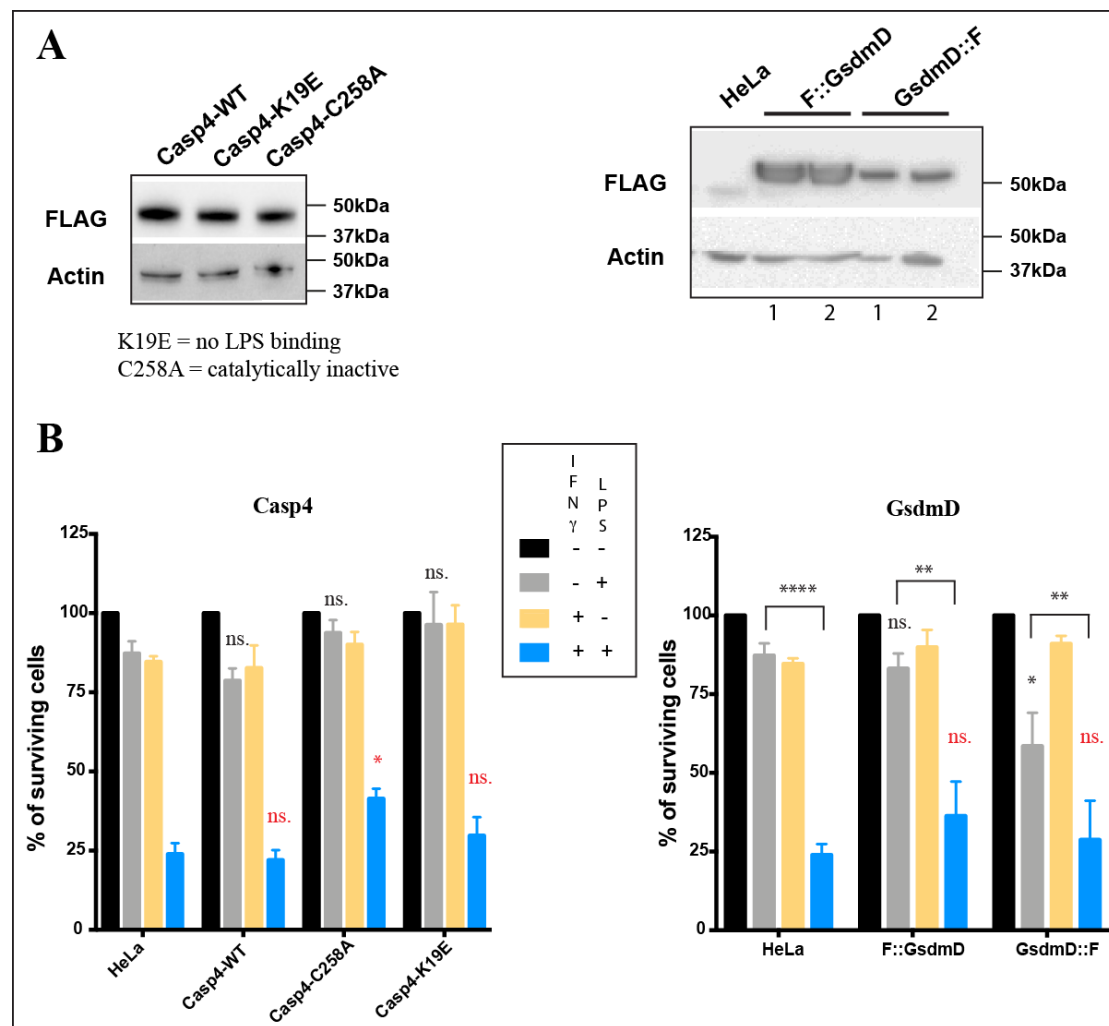 A
Casp4-WT
Casp4-K19E
Casp4-C258A
FLAG
50kDa
37kDa
Actin
50kDa
37kDa
K19E = no LPS binding
C258A = catalytically inactive
HeLa
F::GsdmD
GsdmD::F
FLAG
50kDa
Actin
50kDa
37kDa
1 2 1 2
B
Casp4
% of surviving cells
125
100
75
50
25
0
ns.
ns.
ns.
ns.
*
ns.
HeLa
Casp4-WT
Casp4-C258A
Casp4-K19E
IFNγ LPS
- -
- +
+ -
+ +
GsdmD
% of surviving cells
125
100
75
50
25
0
****
**
**
ns.
*
ns.
ns.
HeLa
F::GsdmD
GsdmD::F